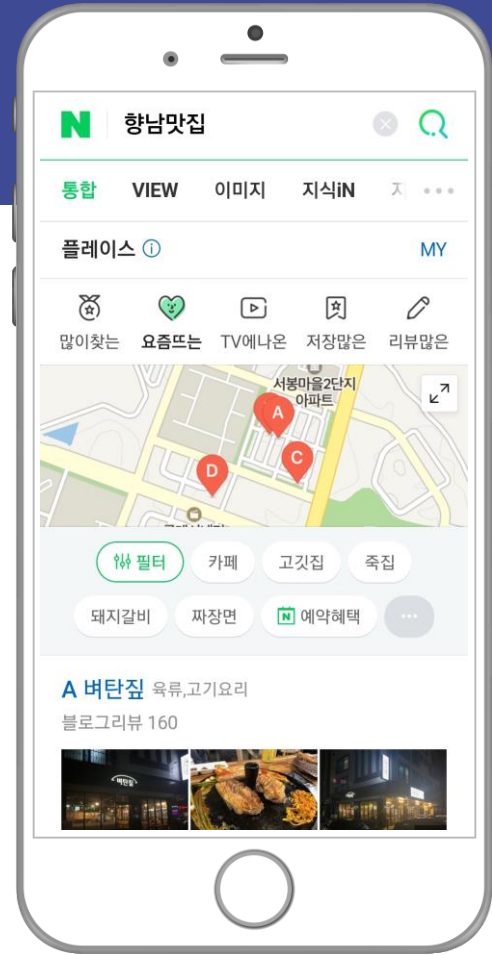 N 향남맛집
통합 VIEW 이미지 지식iN
플레이스 MY
많이찾는 요즘뜨는 TV에나온 저장많은 리뷰많은
서봉마을2단지
아파트
A
C
D
필터 카페 고깃집 죽집
돼지갈비 짜장면 N 예약혜택 ...
A 벼탄짚 육류,고기요리
블로그리뷰 160
벼탄짚